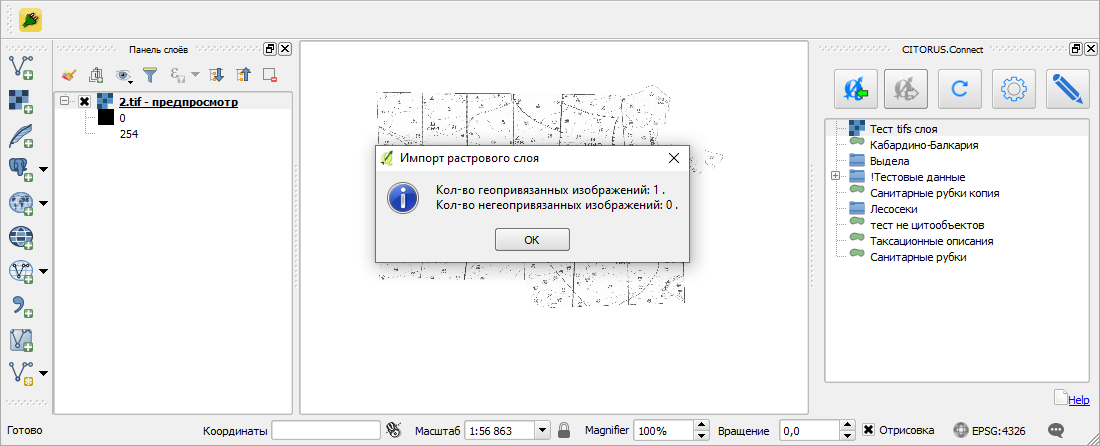 Панель слоёв
CITORUS.Connect
2.tif - предпросмотр
0
254
Импорт растрового слоя
Кол-во геопривязанных изображений: 1 .
Кол-во негеопривязанных изображений: 0 .
OK
Тест tifs слоя
Кабардино-Балкария
Выдела
!Тестовые данные
Санитарные рубки копия
Лесосеки
тест не цитообъектов
Таксационные описания
Санитарные рубки
Help
Готово
Координаты
Масштаб 1:56 863
Magnifier 100%
Вращение 0,0
Отрисовка
EPSG:4326